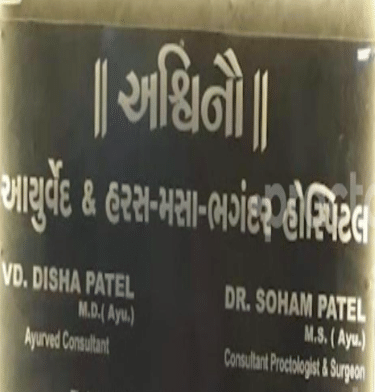 ॥ અશ્વિનૌ ॥
આયુર્વેદ & હરસ-મસા-ભગંદર હોસ્પિટલ
VD. DISHA PATEL
M.D.( Ayu.)
Ayurved Consultant
DR. SOHAM PATEL
M.S. ( Ayu.)
Consultant Proctologist & Surgeon